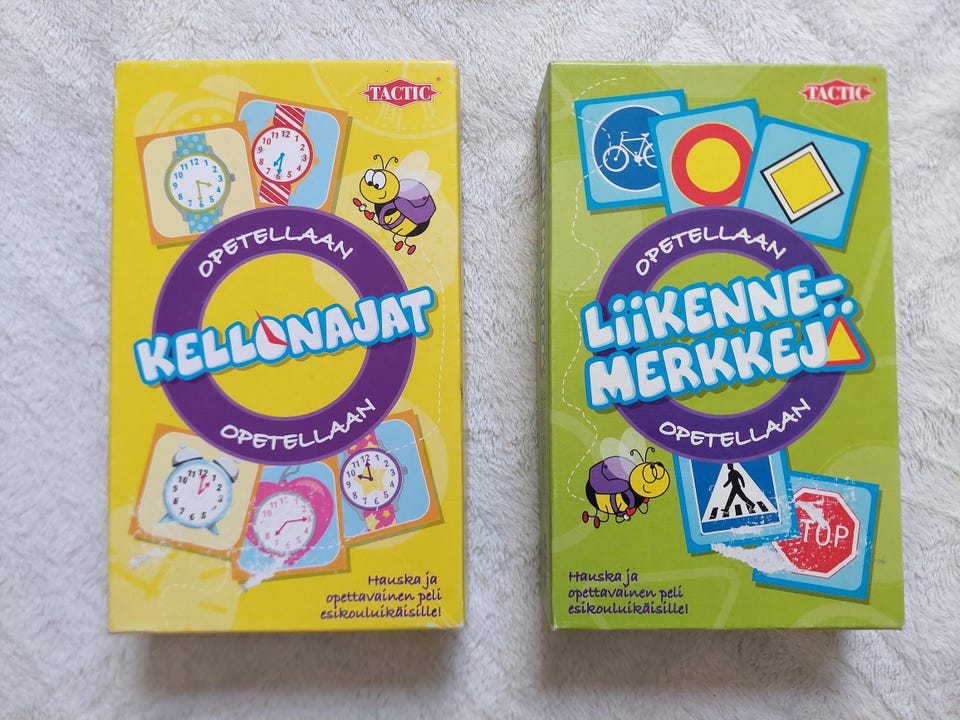 TACTIC
OPETELLAAN
KELLONAJAT
OPETELLAAN
Hauska ja
opettavainen peli
esikouluikäisille!
TACTIC
OPETELLAAN
LiiKENNE-
MERKKEJÄ
OPETELLAAN
TOP
Hauska ja
opettavainen peli
esikouluikäisille!